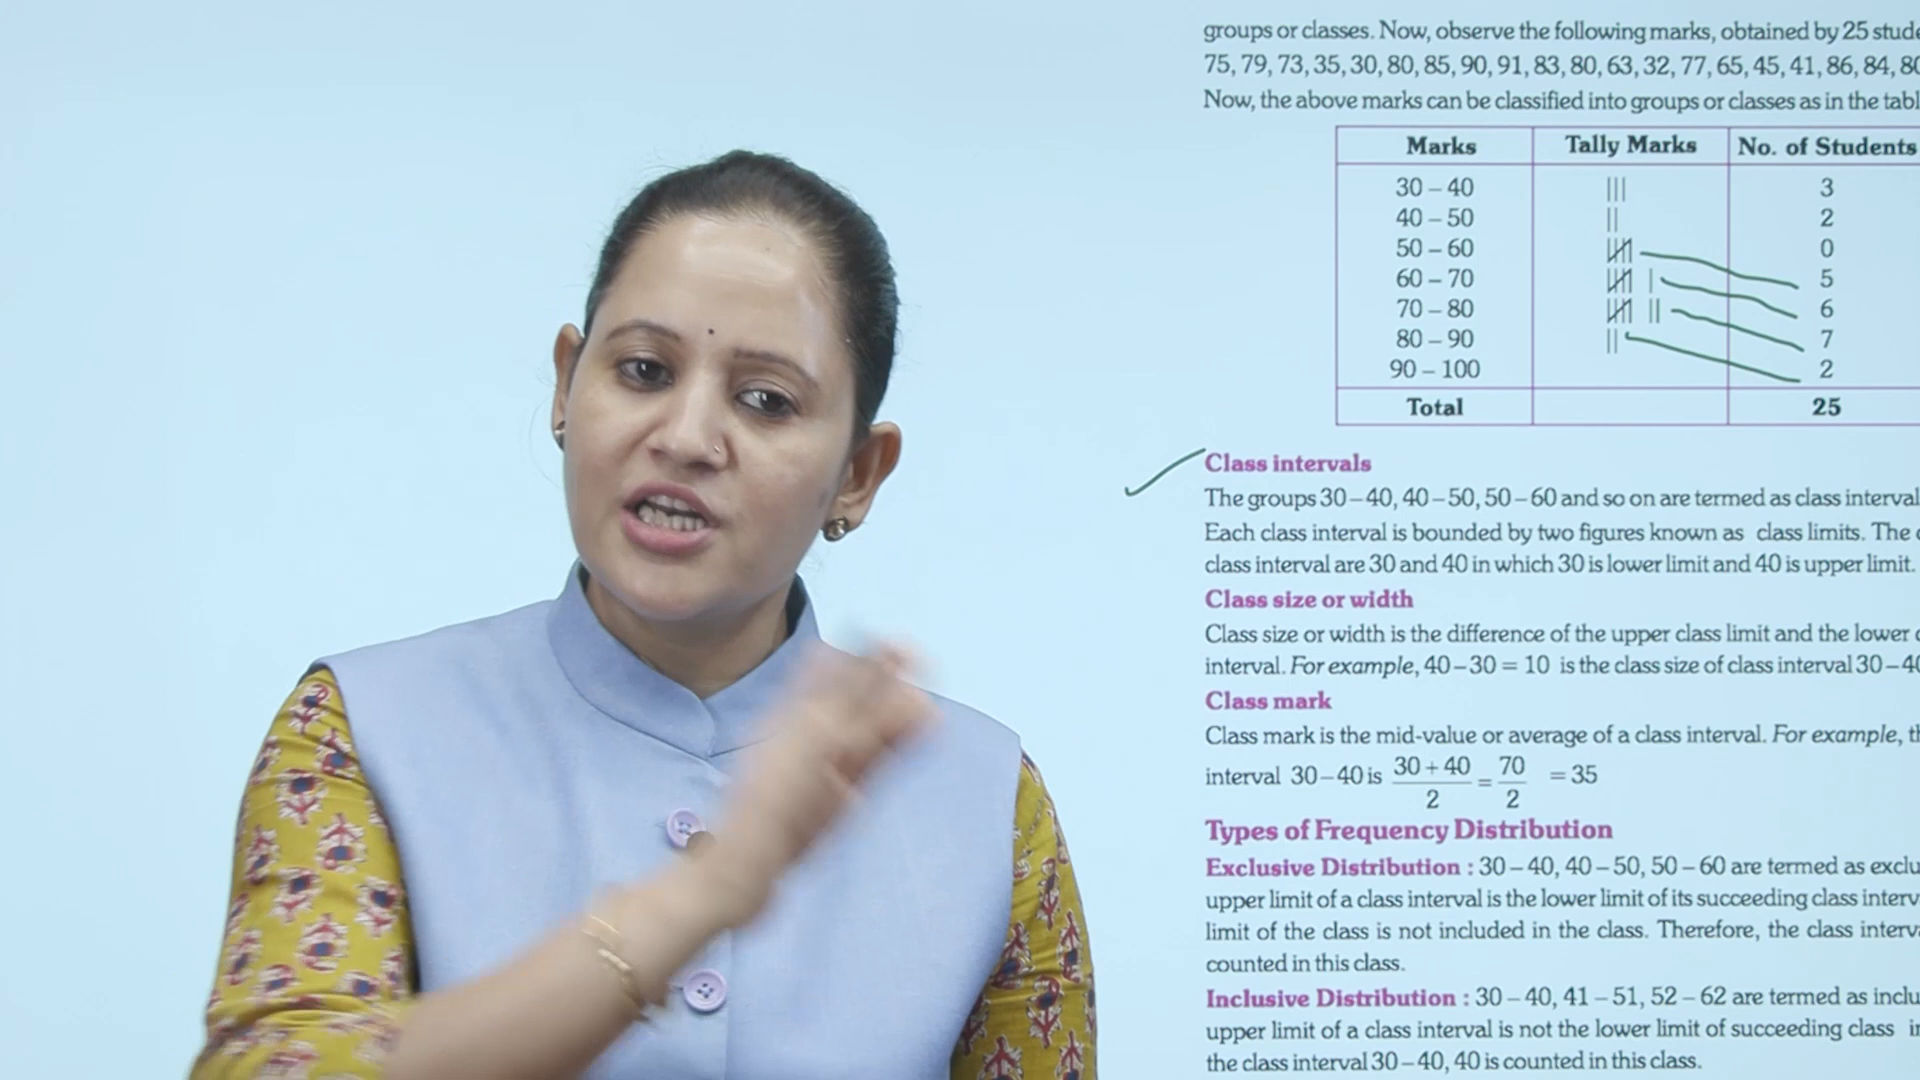 groups or classes. Now, observe the following marks, obtained by 25
75, 79, 73, 35, 30, 80, 85, 90, 91, 83, 80, 63, 32, 77, 65, 45, 41, 86, 84,
Now, the above marks can be classified into groups or classes as in the
Marks Tally Marks No. of Students
30 – 40 ||| 3
40 – 50 || 2
50 – 60 0
60 – 70 5
70 – 80 6
80 – 90 || 7
90 – 100 2
Total 25
Class intervals
The groups 30 – 40, 40 – 50, 50 – 60 and so on are termed as class
Each class interval is bounded by two figures known as class limits. The
class interval are 30 and 40 in which 30 is lower limit and 40 is upper limit.
Class size or width
Class size or width is the difference of the upper class limit and the lower
interval. For example, 40 – 30 = 10 is the class size of class interval 30 –
Class mark
Class mark is the mid-value or average of a class interval. For example,
interval 30 – 40 is 30 + 40 / 2 = 70 / 2 = 35
Types of Frequency Distribution
Exclusive Distribution : 30 – 40, 40 – 50, 50 – 60 are termed as
upper limit of a class interval is the lower limit of its succeeding class
limit of the class is not included in the class. Therefore, the class
counted in this class.
Inclusive Distribution : 30 – 40, 41 – 51, 52 – 62 are termed as
upper limit of a class interval is not the lower limit of succeeding class
the class interval 30 – 40, 40 is counted in this class.